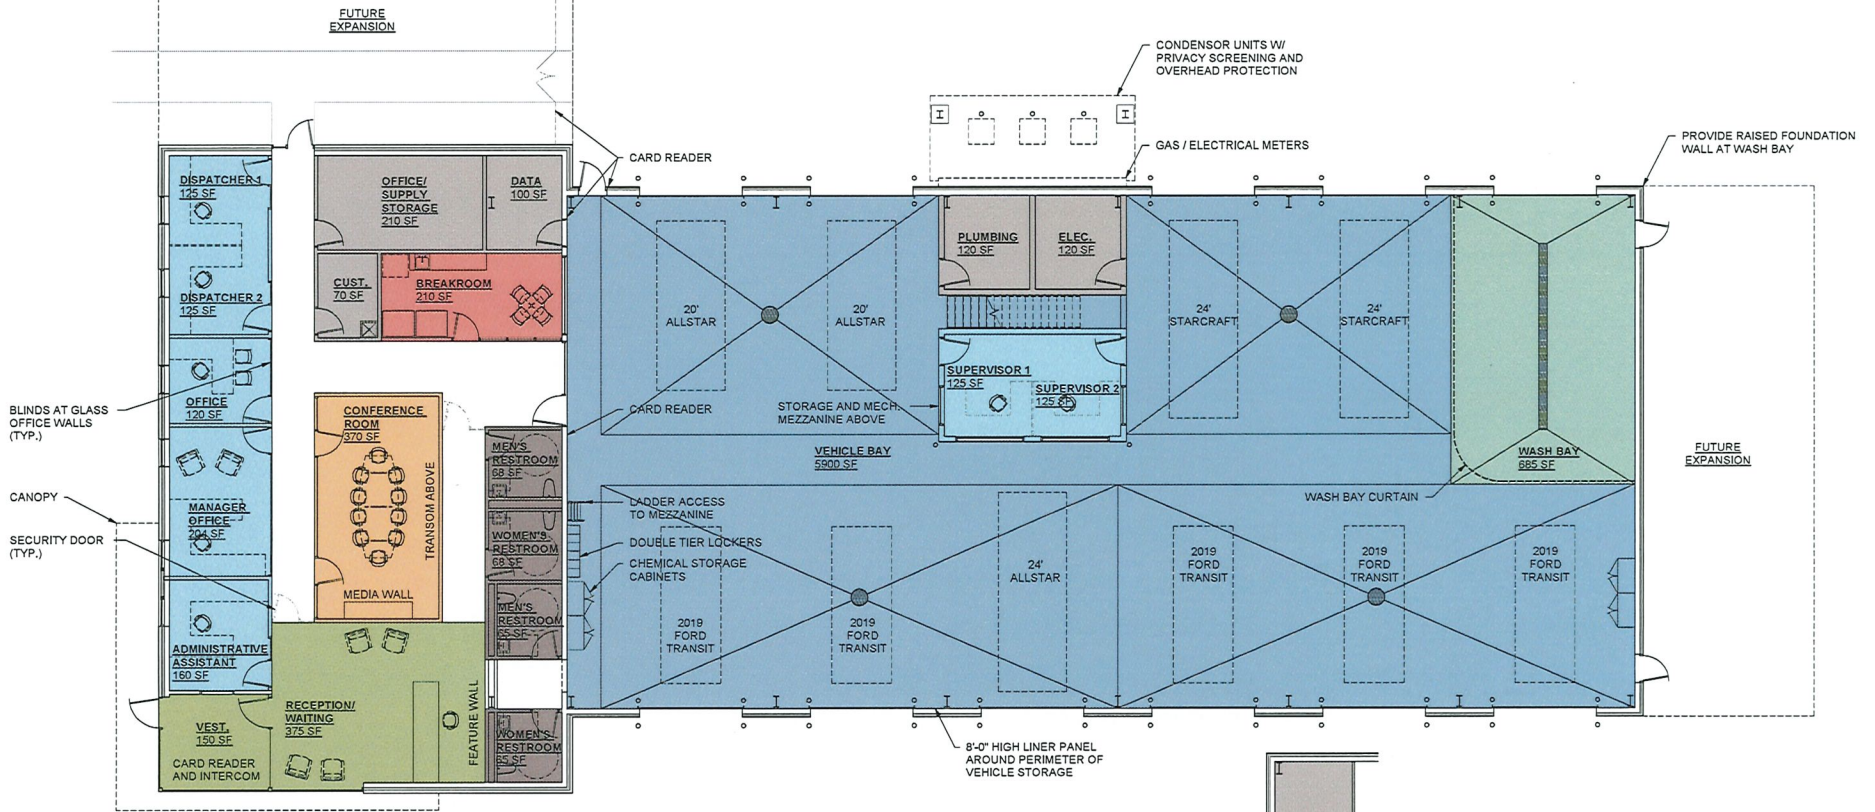 FUTURE
EXPANSION
CONDENSOR UNITS W/
PRIVACY SCREENING AND
OVERHEAD PROTECTION
GAS / ELECTRICAL METERS
PROVIDE RAISED FOUNDATION
WALL AT WASH BAY
CARD READER
DISPATCHER 1
125 SF
OFFICE/
SUPPLY
STORAGE
210 SF
DATA
100 SF
DISPATCHER 2
125 SF
CUST.
70 SF
BREAKROOM
210 SF
20'
ALLSTAR
20'
ALLSTAR
PLUMBING
120 SF
ELEC.
120 SF
24'
STARCRAFT
24'
STARCRAFT
SUPERVISOR 1
125 SF
SUPERVISOR 2
125 SF
BLINDS AT GLASS
OFFICE WALLS
(TYP.)
OFFICE
120 SF
CONFERENCE
ROOM
370 SF
CARD READER
STORAGE AND MECH.
MEZZANINE ABOVE
VEHICLE BAY
5900 SF
WASH BAY
685 SF
FUTURE
EXPANSION
MEN'S
RESTROOM
68 SF
TRANSOM ABOVE
WASH BAY CURTAIN
CANOPY
SECURITY DOOR
(TYP.)
MANAGER
OFFICE
204 SF
LADDER ACCESS
TO MEZZANINE
WOMEN'S
RESTROOM
68 SF
DOUBLE TIER LOCKERS
CHEMICAL STORAGE
CABINETS
24'
ALLSTAR
2019
FORD
TRANSIT
2019
FORD
TRANSIT
2019
FORD
TRANSIT
MEDIA WALL
MEN'S
RESTROOM
65 SF
2019
FORD
TRANSIT
2019
FORD
TRANSIT
ADMINISTRATIVE
ASSISTANT
160 SF
RECEPTION/
WAITING
375 SF
FEATURE WALL
VEST.
150 SF
CARD READER
AND INTERCOM
WOMEN'S
RESTROOM
65 SF
8'-0" HIGH LINER PANEL
AROUND PERIMETER OF
VEHICLE STORAGE